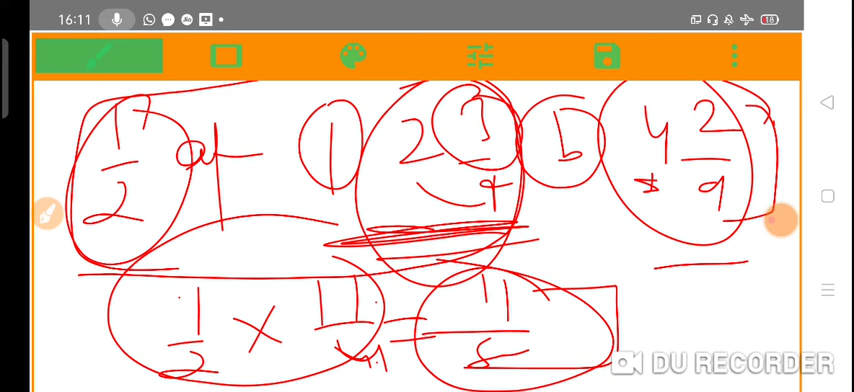 16:11 18
1/2 of (1) 2 3/4 (b) 4 2/9
1/2 × 11/4 = 11/8
DU RECORDER